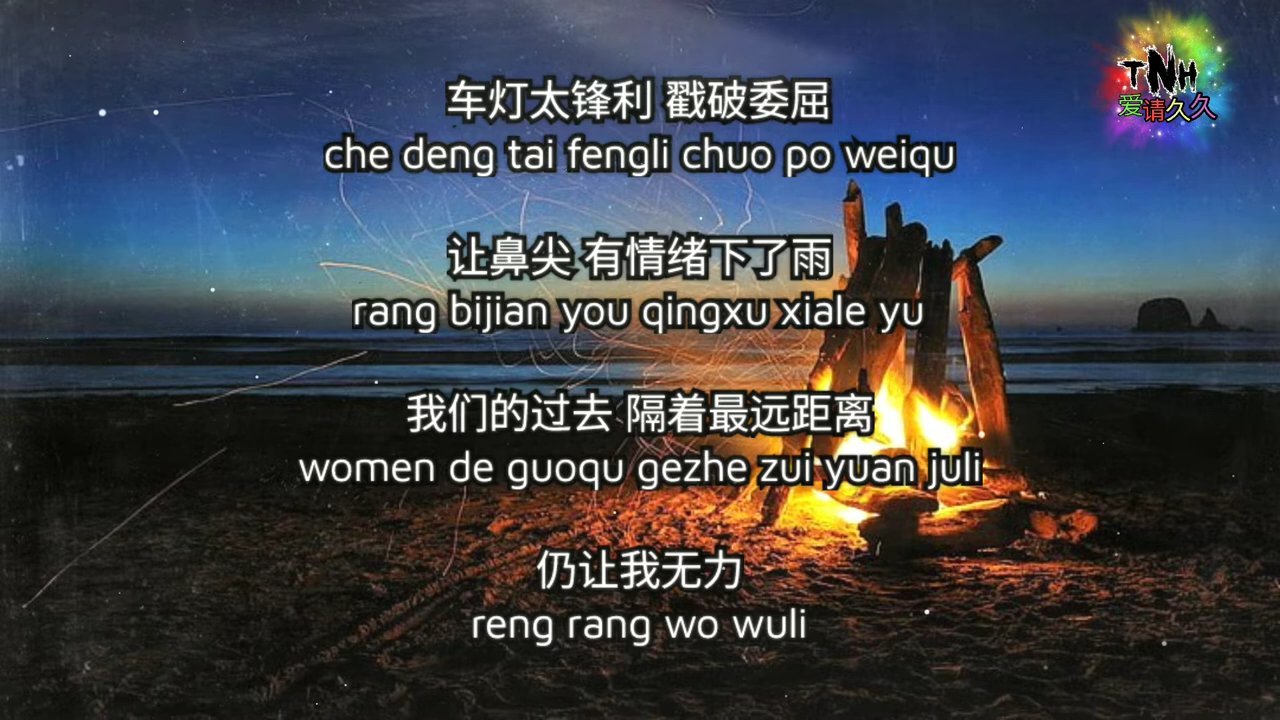 TNH
爱请久久
车灯太锋利 戳破委屈
che deng tai fengli chuo po weiqu
让鼻尖 有情绪下了雨
rang bijian you qingxu xiale yu
我们的过去 隔着最远距离
women de guoqu gezhe zui yuan juli
仍让我无力
reng rang wo wuli